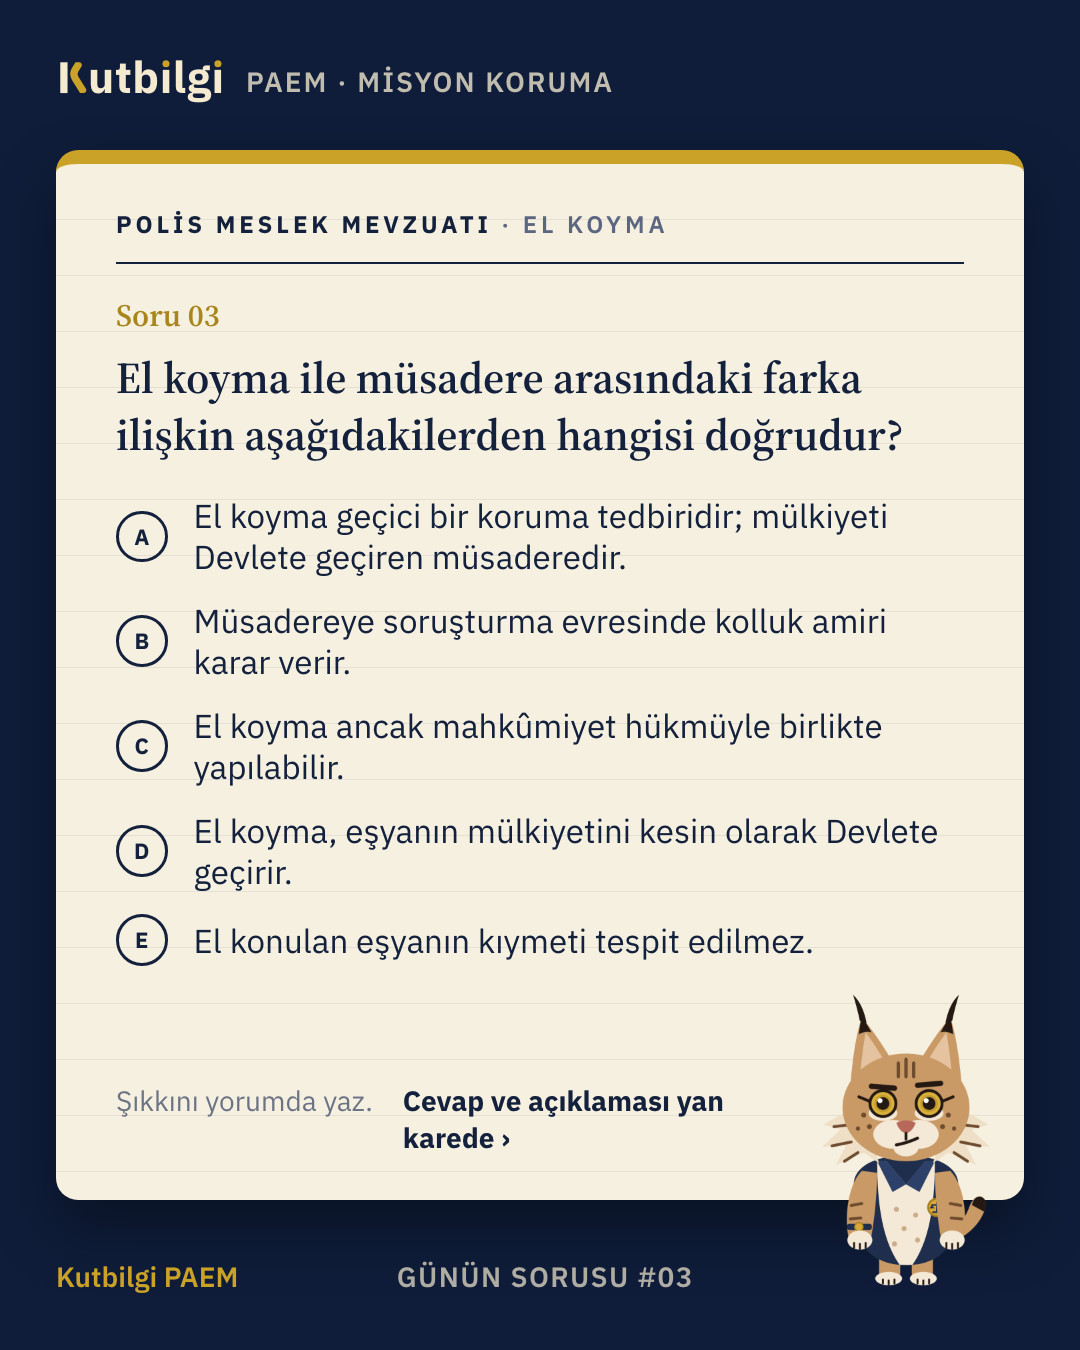 Kutbilgi PAEM · MİSYON KORUMA
POLİS MESLEK MEVZUATI · EL KOYMA
Soru 03
El koyma ile müsadere arasındaki farka
ilişkin aşağıdakilerden hangisi doğrudur?
A El koyma geçici bir koruma tedbiridir; mülkiyeti
Devlete geçiren müsaderedir.
B Müsadereye soruşturma evresinde kolluk amiri
karar verir.
C El koyma ancak mahkûmiyet hükmüyle birlikte
yapılabilir.
D El koyma, eşyanın mülkiyetini kesin olarak Devlete
geçirir.
E El konulan eşyanın kıymeti tespit edilmez.
Şıkkını yorumda yaz. Cevap ve açıklaması yan
karede ›
Kutbilgi PAEM GÜNÜN SORUSU #03